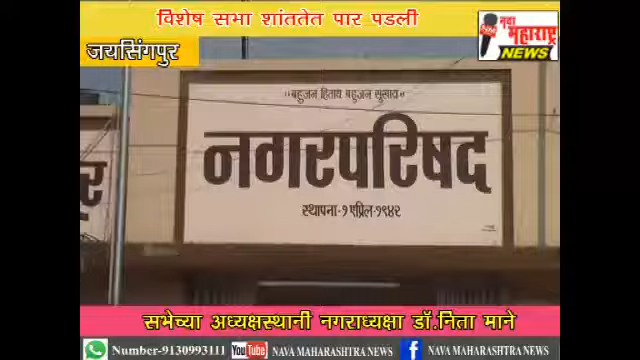 विशेष सभा शांततेत पार पडली
नवा
महाराष्ट्र
NEWS
जयसिंगपुर
"बहुजन हिताय बहुजन सुखाय"
नगरपरिषद
स्थापना-१ एप्रिल-१९४२
सभेच्या अध्यक्षस्थानी नगराध्यक्षा डॉ.निता माने
Number-9130993111 YouTube NAVA MAHARASHTRA NEWS f NAVA MAHARASHTRA NEWS